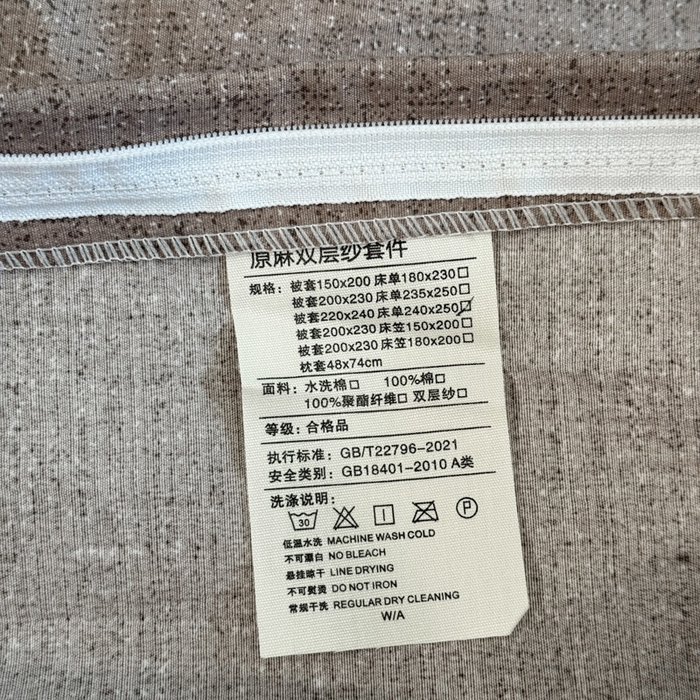 原麻双层纱套件
规格：被套150x200 床单180x230□
被套200x230 床单235x250□
被套220x240 床单240x250☑
被套200x230 床笠150x200□
被套200x230 床笠180x200□
枕套48x74cm
面料：水洗棉□ 100%棉□
100%聚酯纤维□ 双层纱□
等级：合格品
执行标准：GB/T22796-2021
安全类别：GB18401-2010 A类
洗涤说明：
30 P
低温水洗 MACHINE WASH COLD
不可漂白 NO BLEACH
悬挂晾干 LINE DRYING
不可熨烫 DO NOT IRON
常规干洗 REGULAR DRY CLEANING
W/A